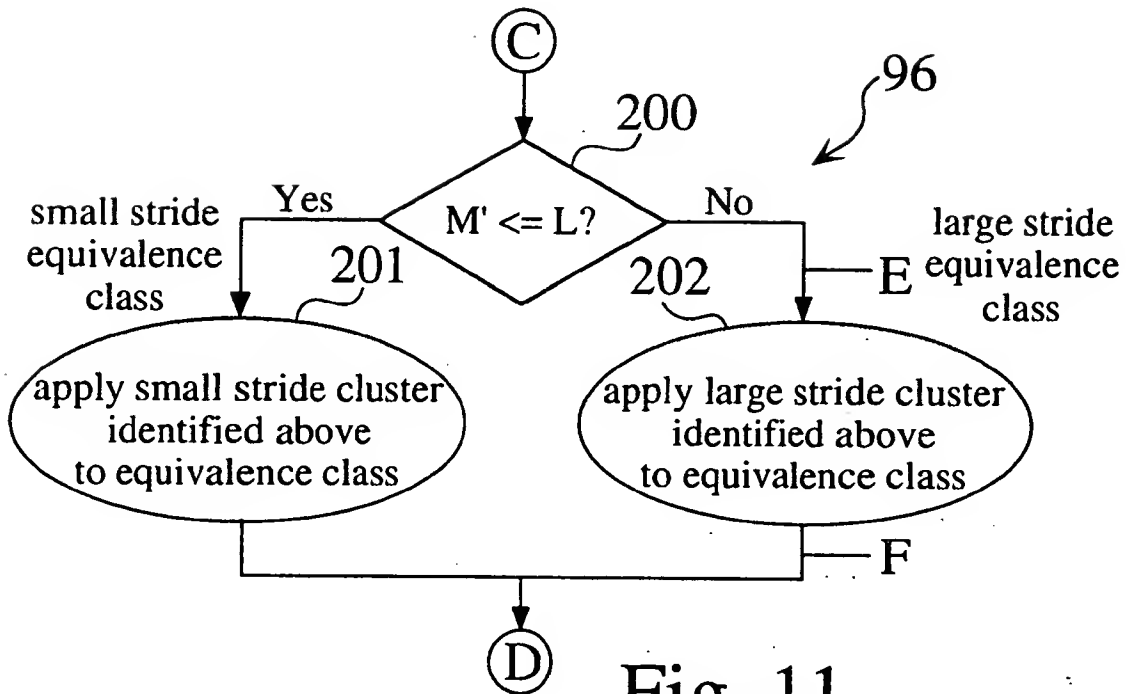 C
96
200
Yes
M' <= L?
No
small stride
equivalence
class
201
202
E
large stride
equivalence
class
apply small stride cluster
identified above
to equivalence class
apply large stride cluster
identified above
to equivalence class
F
D
Fig. 11